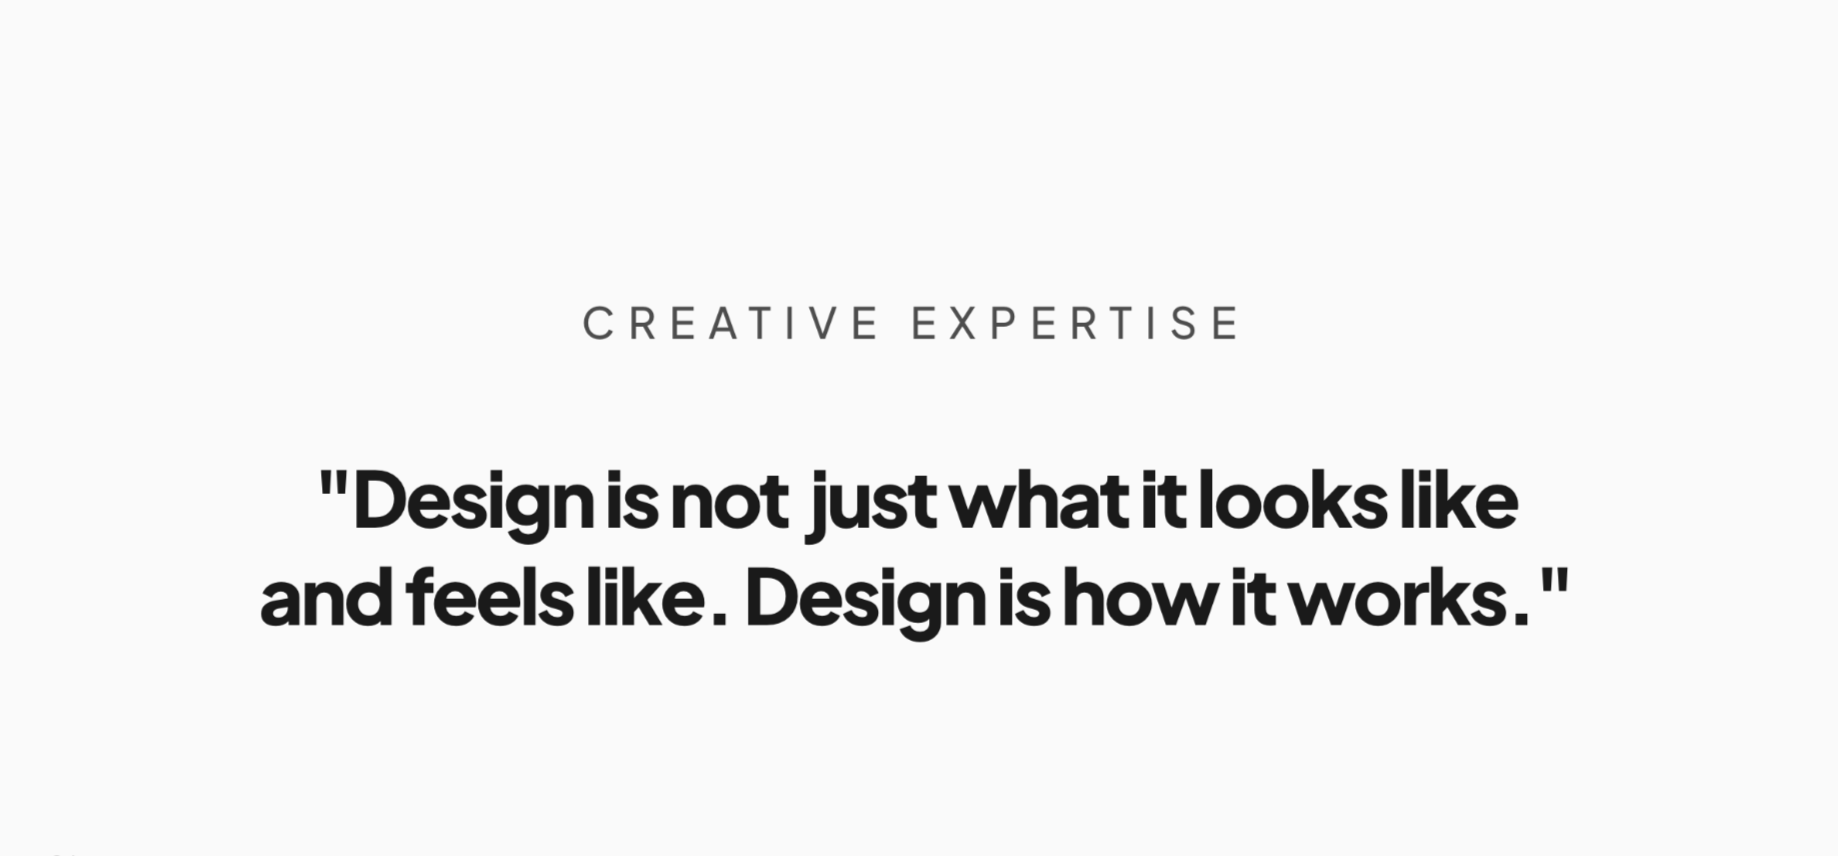 CREATIVE EXPERTISE
"Design is not just what it looks like
and feels like. Design is how it works."